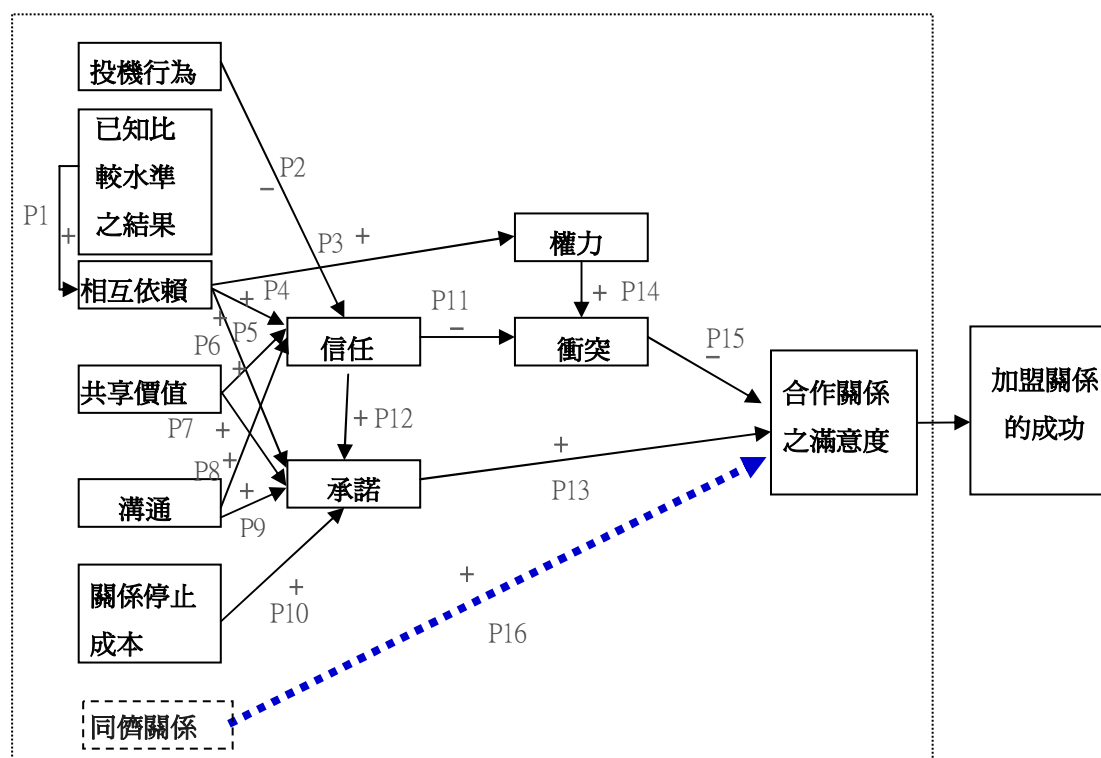 投機行為
已知比
較水準
之結果
P2
−
P1
+
P3
+
權力
相互依賴
+
P4
+
P14
P11
−
+
P5
P6
信任
衝突
P15
−
+
共享價值
合作關係
之滿意度
加盟關係
的成功
P7
+
+
P12
+
P8
+
承諾
+
P13
溝通
P9
關係停止
成本
+
P10
+
P16
同儕關係